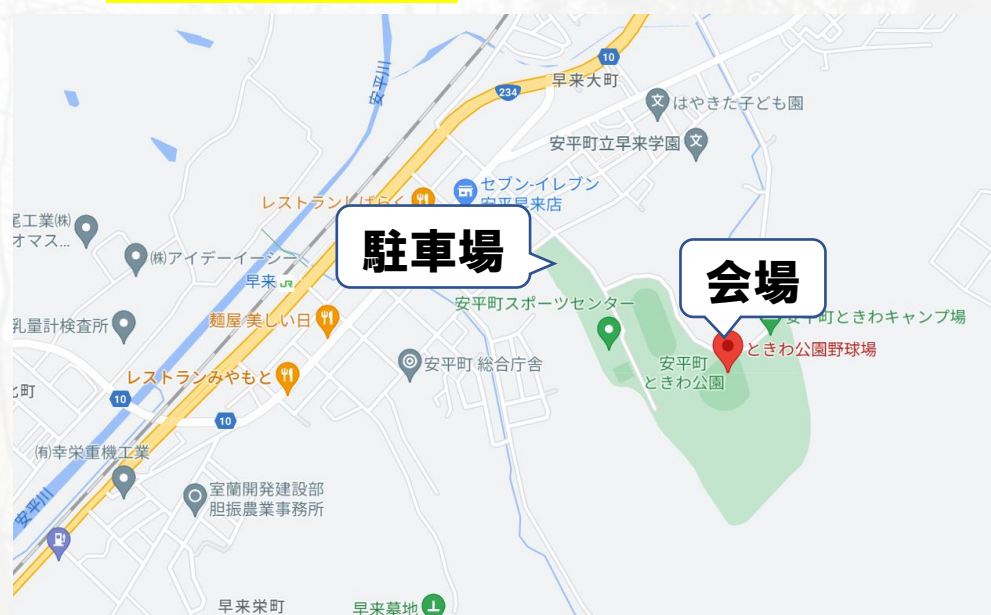 安平川
10
早来大町
234
はやきた子ども園
安平町立早来学園
セブン-イレブン
安平早来店
レストランしばらく
尾工業㈱
オマス...
駐車場
㈱アイデーイーシー
会場
早来
JR
安平町スポーツセンター
麺屋 美しい日
安平町ときわキャンプ場
乳量計検査所
ときわ公園野球場
安平町 総合庁舎
安平町
ときわ公園
レストランみやもと
北町
10
10
㈲幸栄重機工業
室蘭開発建設部
胆振農業事務所
安平川
早来栄町
早来墓地